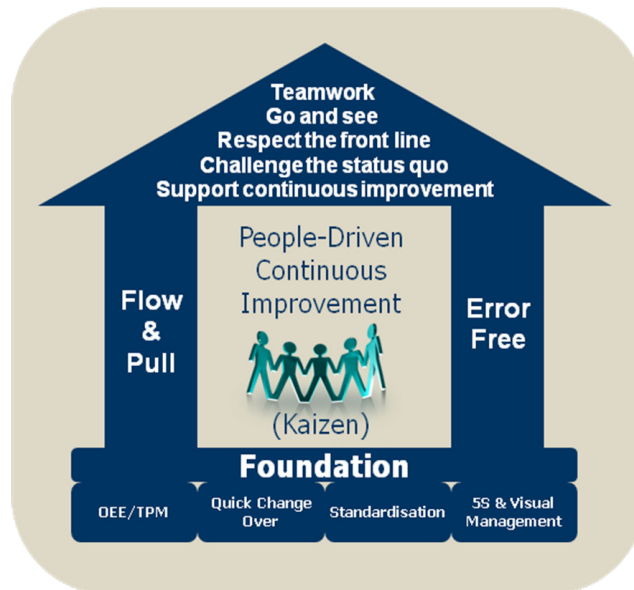 Teamwork
Go and see
Respect the front line
Challenge the status quo
Support continuous improvement
People-Driven
Continuous
Improvement
Flow
&
Pull
Error
Free
(Kaizen)
Foundation
OEE/TPM
Quick Change
Over
Standardisation
5S & Visual
Management